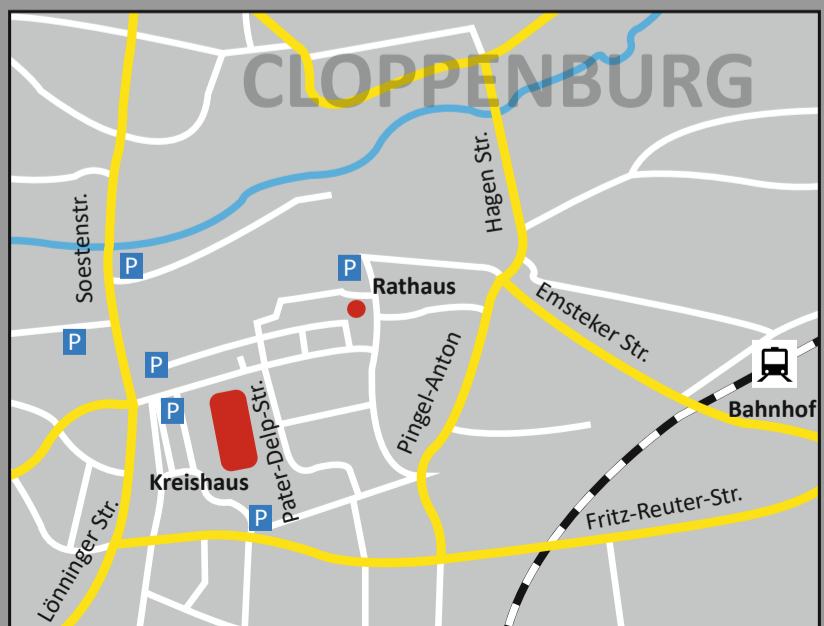 CLOPPENBURG
Hagen Str.
Soestenstr.
P
P
Rathaus
Emsteker Str.
P
P
Pingel-Anton
P
Bahnhof
Pater-Delp-Str.
Kreishaus
P
Fritz-Reuter-Str.
Lönninger Str.